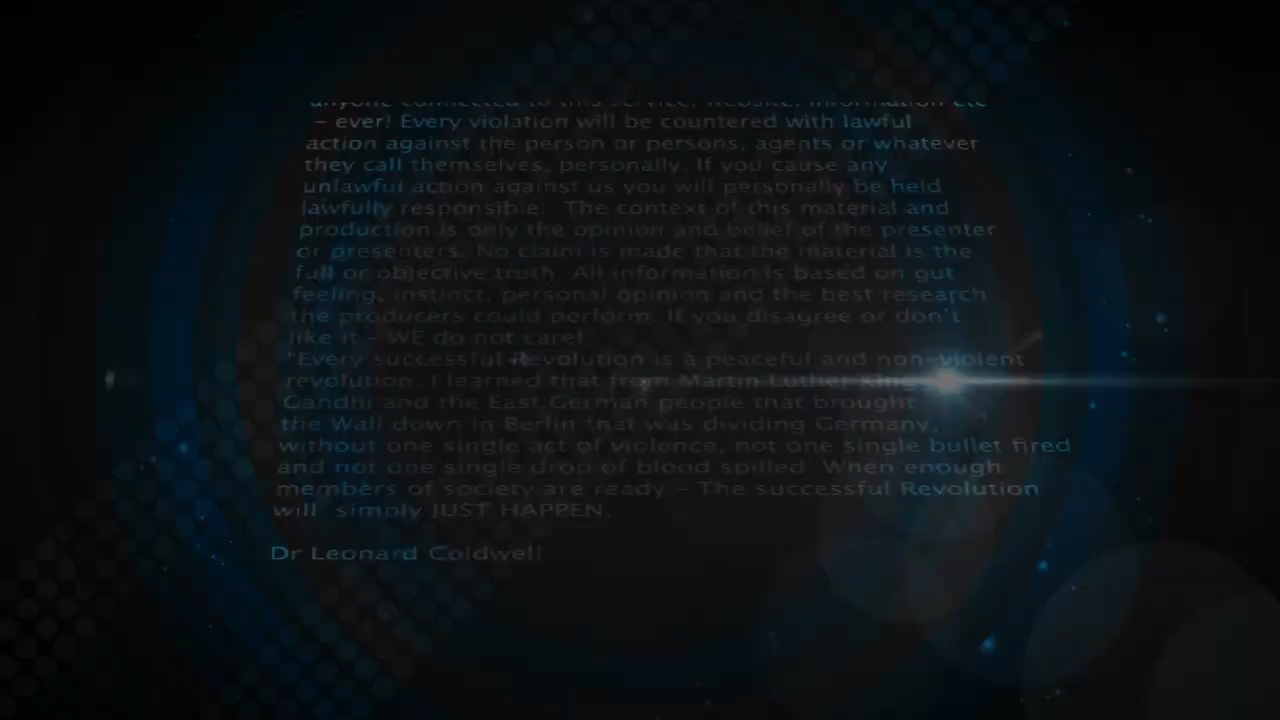 anyone connected to this service, website, information etc
– ever! Every violation will be countered with lawful
action against the person or persons, agents or whatever
they call themselves, personally. If you cause any
unlawful action against us you will personally be held
lawfully responsible.  The context of this material and
production is only the opinion and belief of the presenter
or presenters. No claim is made that the material is the
full or objective truth. All information is based on gut
feeling, instinct, personal opinion and the best research
the producers could perform. If you disagree or don't
like it – WE do not care!
"Every successful Revolution is a peaceful and non-violent
revolution. I learned that from Martin Luther King
Gandhi and the East German people that brought
the Wall down in Berlin that was dividing Germany,
without one single act of violence, not one single bullet fired
and not one single drop of blood spilled. When enough
members of society are ready – The successful Revolution
will  simply JUST HAPPEN.
Dr Leonard Coldwell